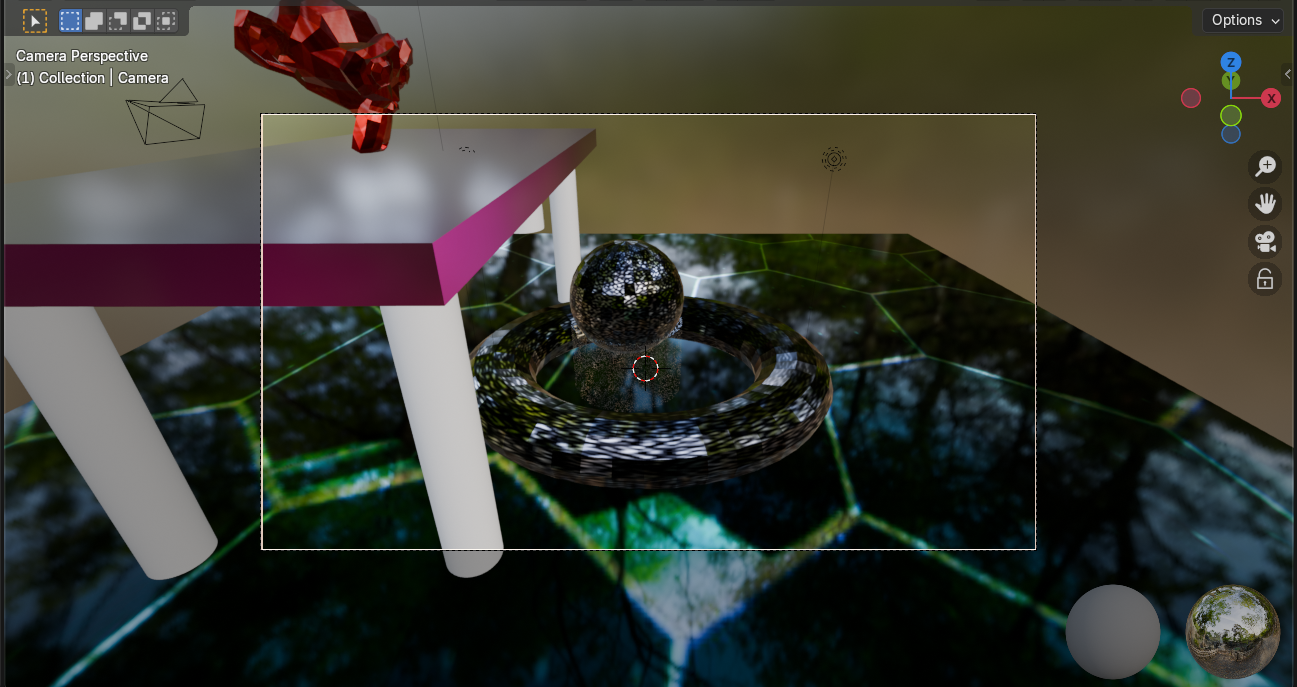 Options
Camera Perspective
(1) Collection | Camera
Z
Y
X